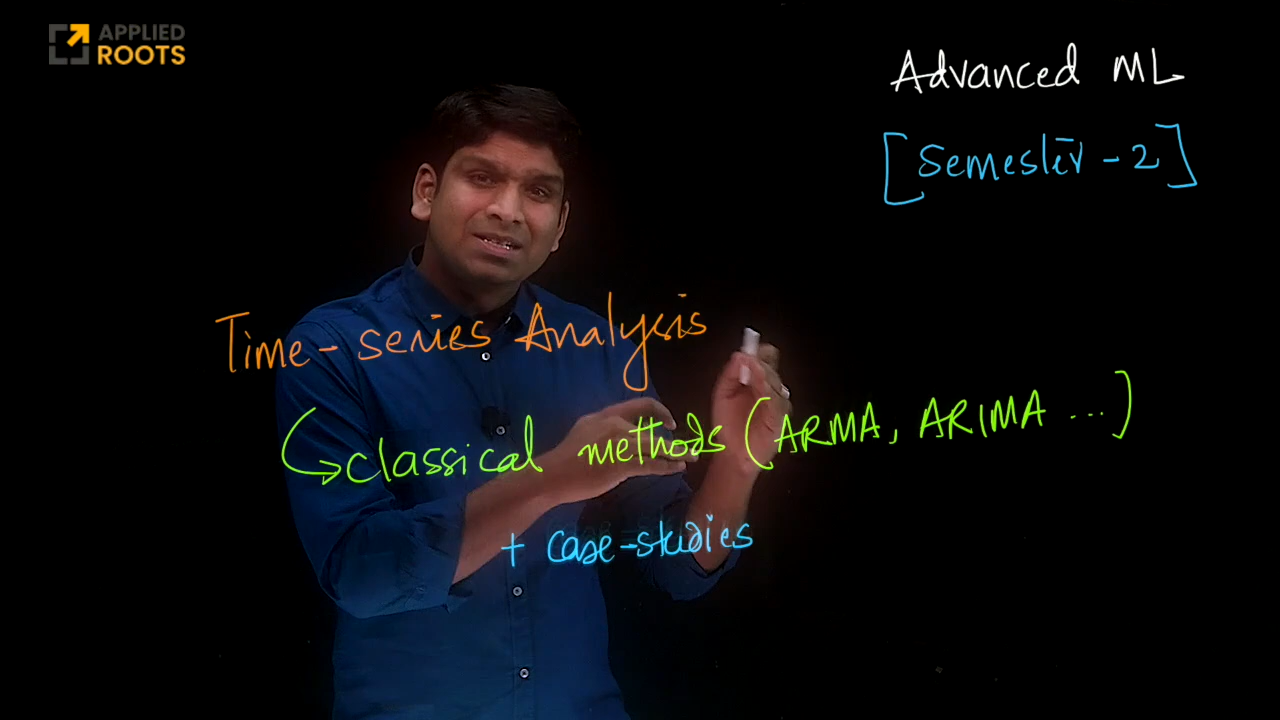 APPLIED
ROOTS
Advanced ML
[Semester - 2]
Time-series Analysis
↳ classical methods (ARMA, ARIMA ...)
+ case-studies